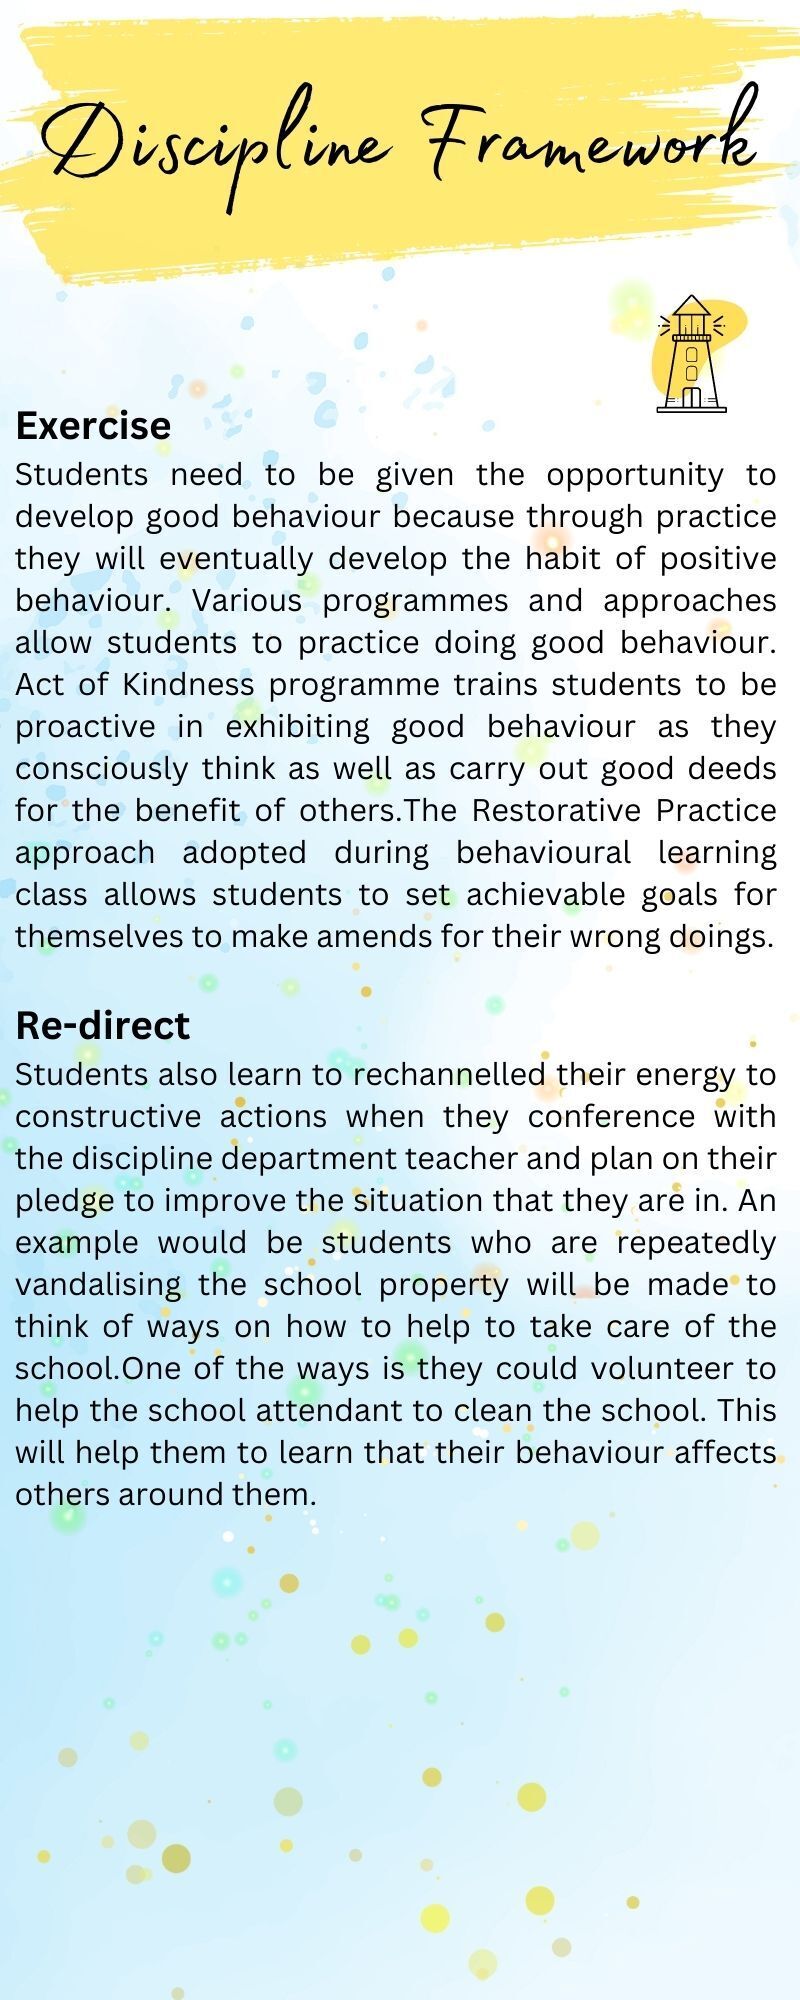 Discipline Framework
Exercise
Students need to be given the opportunity to
develop good behaviour because through practice
they will eventually develop the habit of positive
behaviour. Various programmes and approaches
allow students to practice doing good behaviour.
Act of Kindness programme trains students to be
proactive in exhibiting good behaviour as they
consciously think as well as carry out good deeds
for the benefit of others.The Restorative Practice
approach adopted during behavioural learning
class allows students to set achievable goals for
themselves to make amends for their wrong doings.
Re-direct
Students also learn to rechannelled their energy to
constructive actions when they conference with
the discipline department teacher and plan on their
pledge to improve the situation that they are in. An
example would be students who are repeatedly
vandalising the school property will be made to
think of ways on how to help to take care of the
school.One of the ways is they could volunteer to
help the school attendant to clean the school. This
will help them to learn that their behaviour affects
others around them.